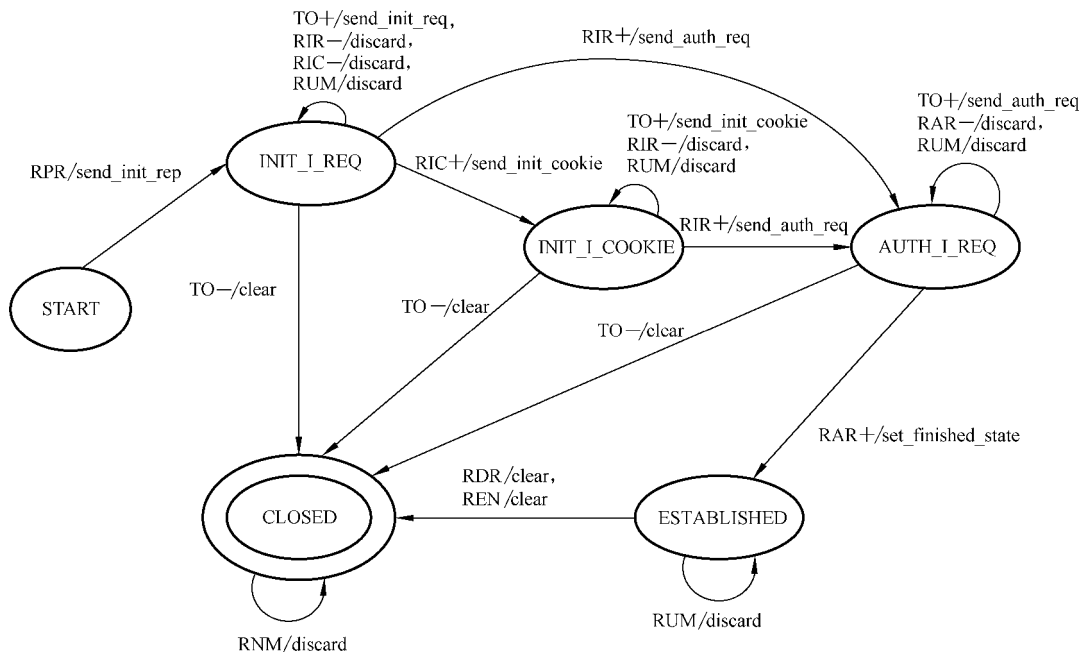 TO+/send_init_req,
RIR−/discard,
RIC−/discard,
RUM/discard
RIR+/send_auth_req
TO+/send_init_cookie
RIR−/discard,
RUM/discard
TO+/send_auth_req
RAR−/discard,
RUM/discard
RPR/send_init_rep
INIT_I_REQ
RIC+/send_init_cookie
INIT_I_COOKIE
RIR+/send_auth_req
AUTH_I_REQ
START
TO−/clear
TO−/clear
TO−/clear
RAR+/set_finished_state
CLOSED
RDR/clear,
REN/clear
ESTABLISHED
RNM/discard
RUM/discard